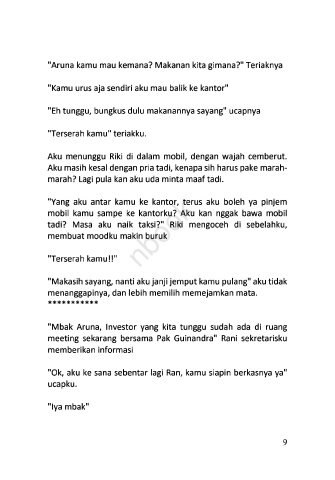 "Aruna kamu mau kemana? Makanan kita gimana?" Teriaknya
"Kamu urus aja sendiri aku mau balik ke kantor"
"Eh tunggu, bungkus dulu makanannya sayang" ucapnya
"Terserah kamu" teriakku.
Aku menunggu Riki di dalam mobil, dengan wajah cemberut.
Aku masih kesal dengan pria tadi, kenapa sih harus pake marah-
marah? Lagi pula kan aku uda minta maaf tadi.
"Yang aku antar kamu ke kantor, terus aku boleh ya pinjem
mobil kamu sampe ke kantorku? Aku kan nggak bawa mobil
tadi? Masa aku naik taksi?" Riki mengoceh di sebelahku,
membuat moodku makin buruk
"Terserah kamu!!"
"Makasih sayang, nanti aku janji jemput kamu pulang" aku tidak
menanggapinya, dan lebih memilih memejamkan mata.
***********
"Mbak Aruna, Investor yang kita tunggu sudah ada di ruang
meeting sekarang bersama Pak Guinandra" Rani sekretarisku
memberikan informasi
"Ok, aku ke sana sebentar lagi Ran, kamu siapin berkasnya ya"
ucapku.
"Iya mbak"
9